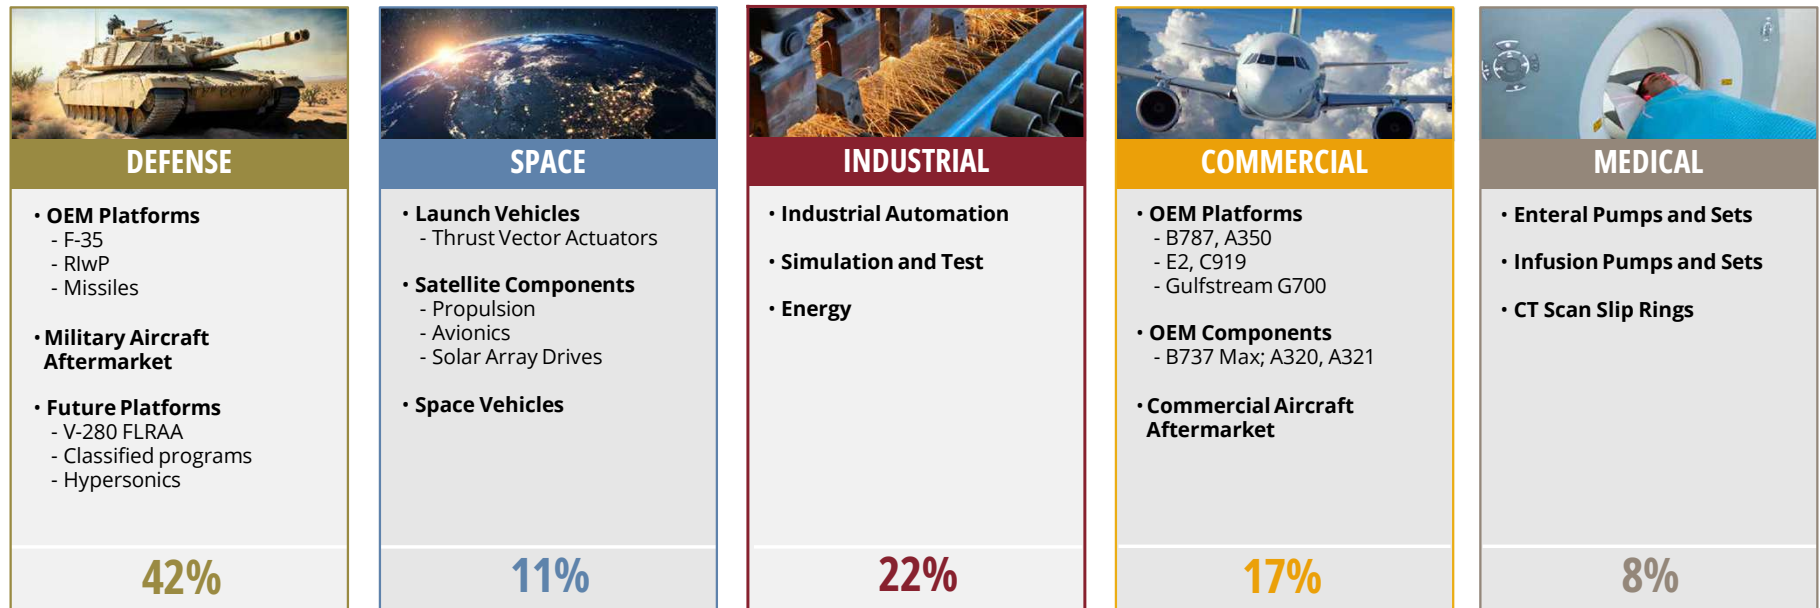 DEFENSE
• OEM Platforms
- F-35
- RIwP
- Missiles
• Military Aircraft
Aftermarket
• Future Platforms
- V-280 FLRAA
- Classified programs
- Hypersonics
42%
SPACE
• Launch Vehicles
- Thrust Vector Actuators
• Satellite Components
- Propulsion
- Avionics
- Solar Array Drives
• Space Vehicles
11%
INDUSTRIAL
• Industrial Automation
• Simulation and Test
• Energy
22%
COMMERCIAL
• OEM Platforms
- B787, A350
- E2, C919
- Gulfstream G700
• OEM Components
- B737 Max; A320, A321
• Commercial Aircraft
Aftermarket
17%
MEDICAL
• Enteral Pumps and Sets
• Infusion Pumps and Sets
• CT Scan Slip Rings
8%